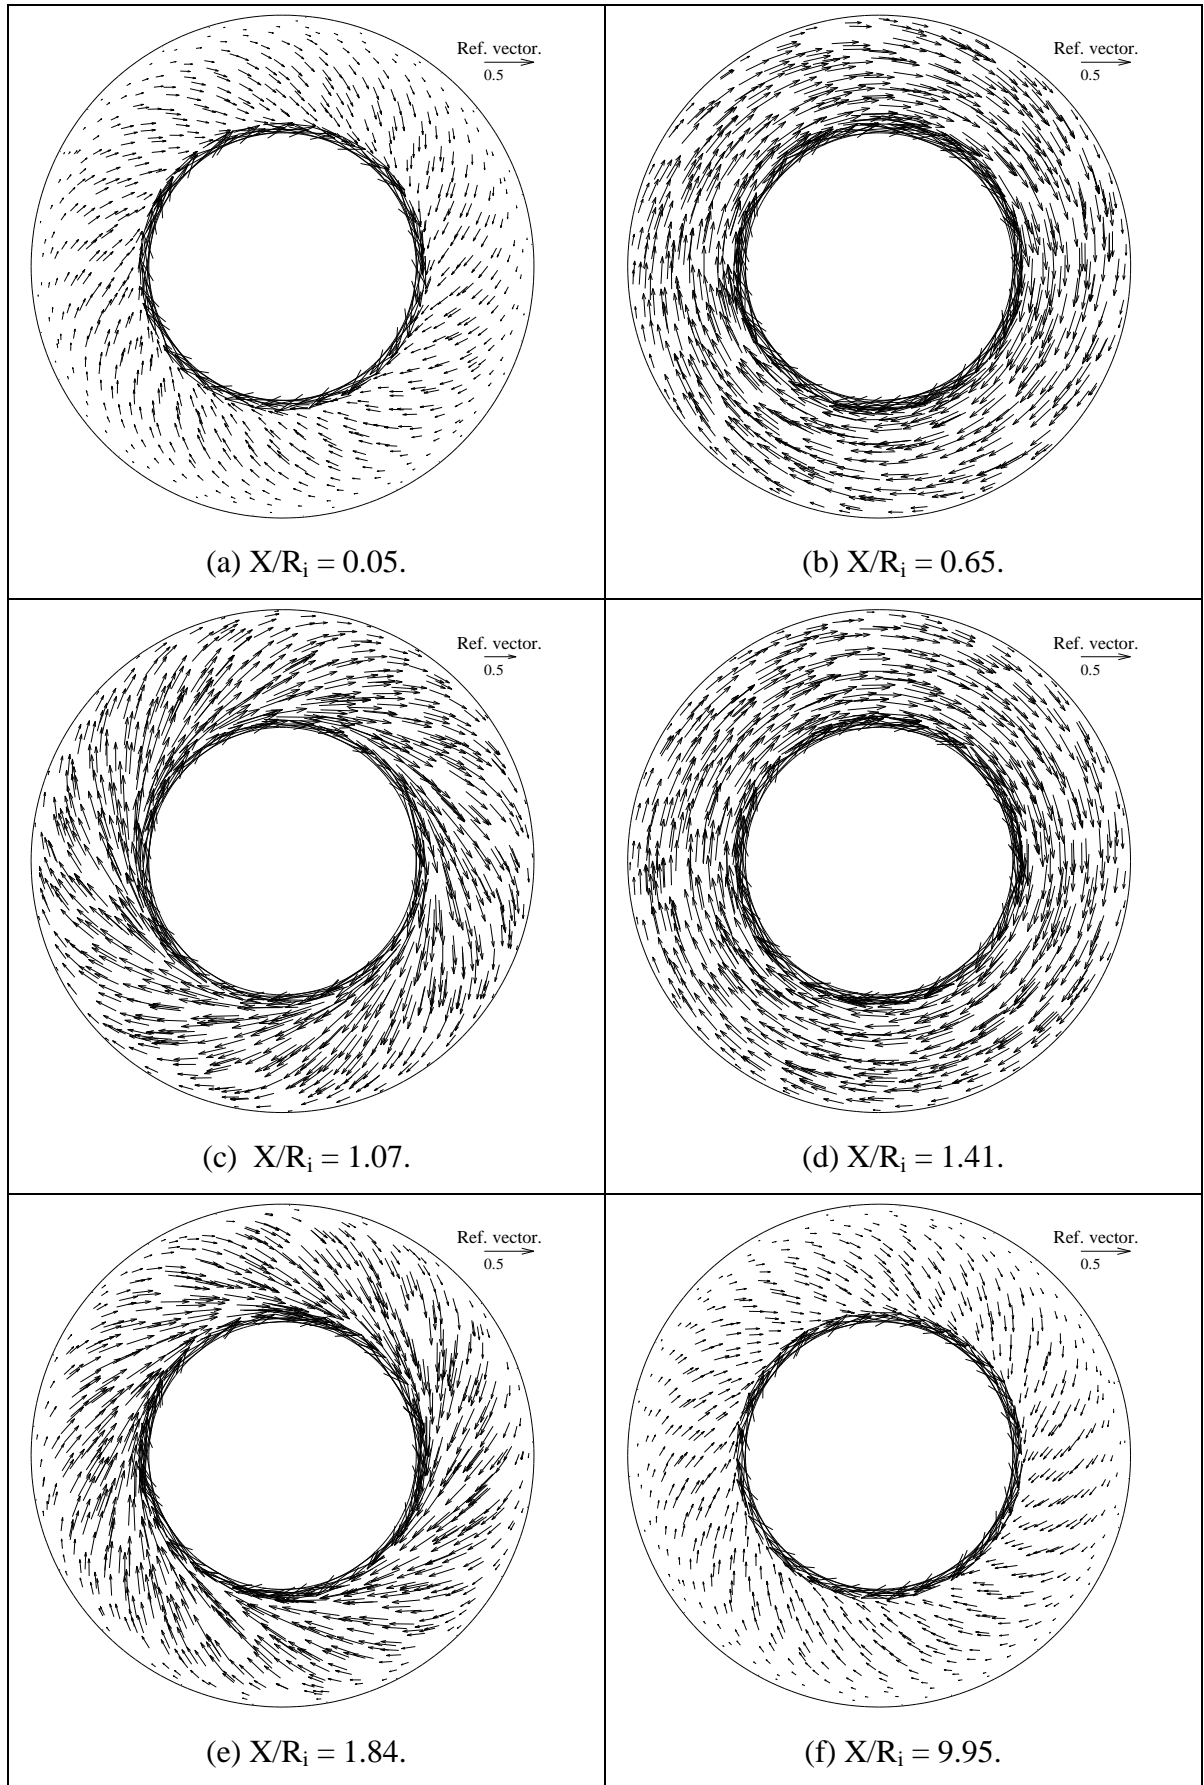 Ref. vector.
0.5
(a) X/Rᵢ = 0.05.
Ref. vector.
0.5
(b) X/Rᵢ = 0.65.
Ref. vector.
0.5
(c) X/Rᵢ = 1.07.
Ref. vector.
0.5
(d) X/Rᵢ = 1.41.
Ref. vector.
0.5
(e) X/Rᵢ = 1.84.
Ref. vector.
0.5
(f) X/Rᵢ = 9.95.